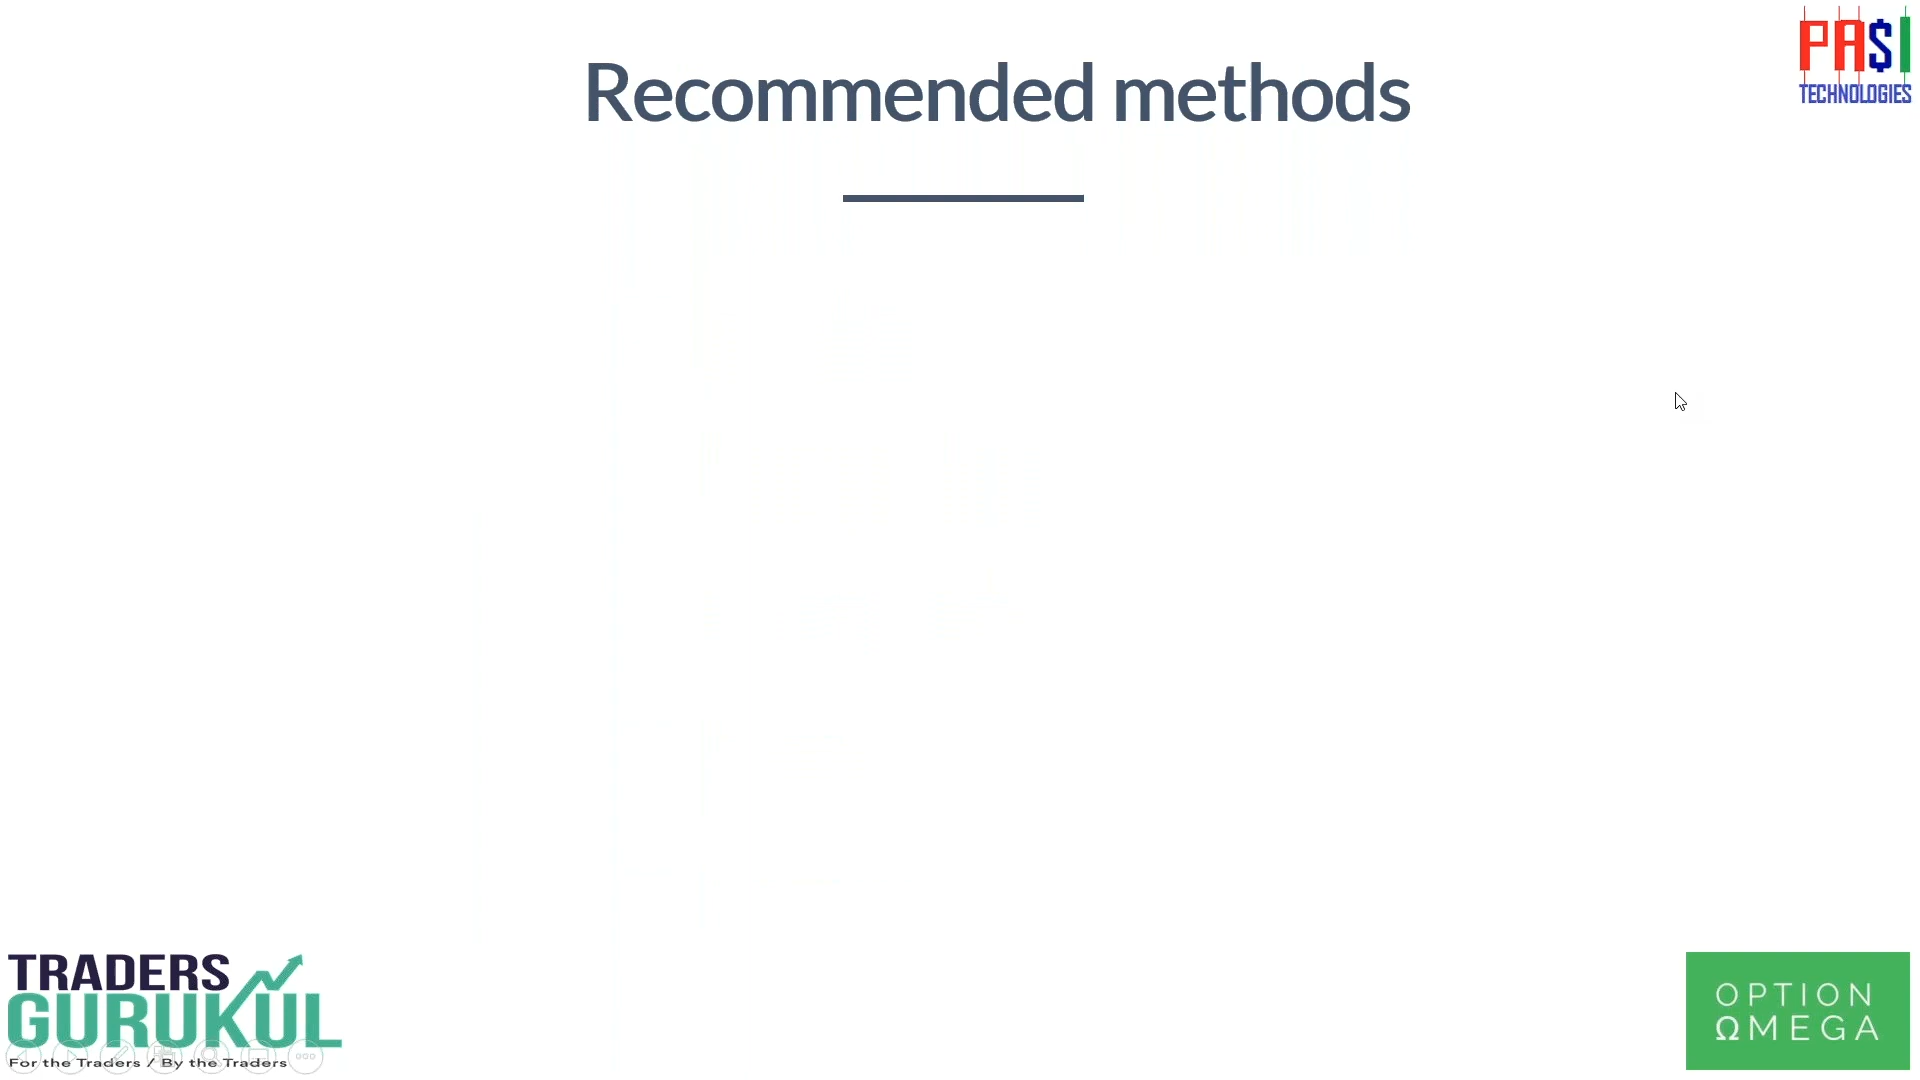 Recommended methods
PA$I
TECHNOLOGIES
TRADERS
GURUKUL
For the Traders / By the Traders
OPTION
ΩMEGA